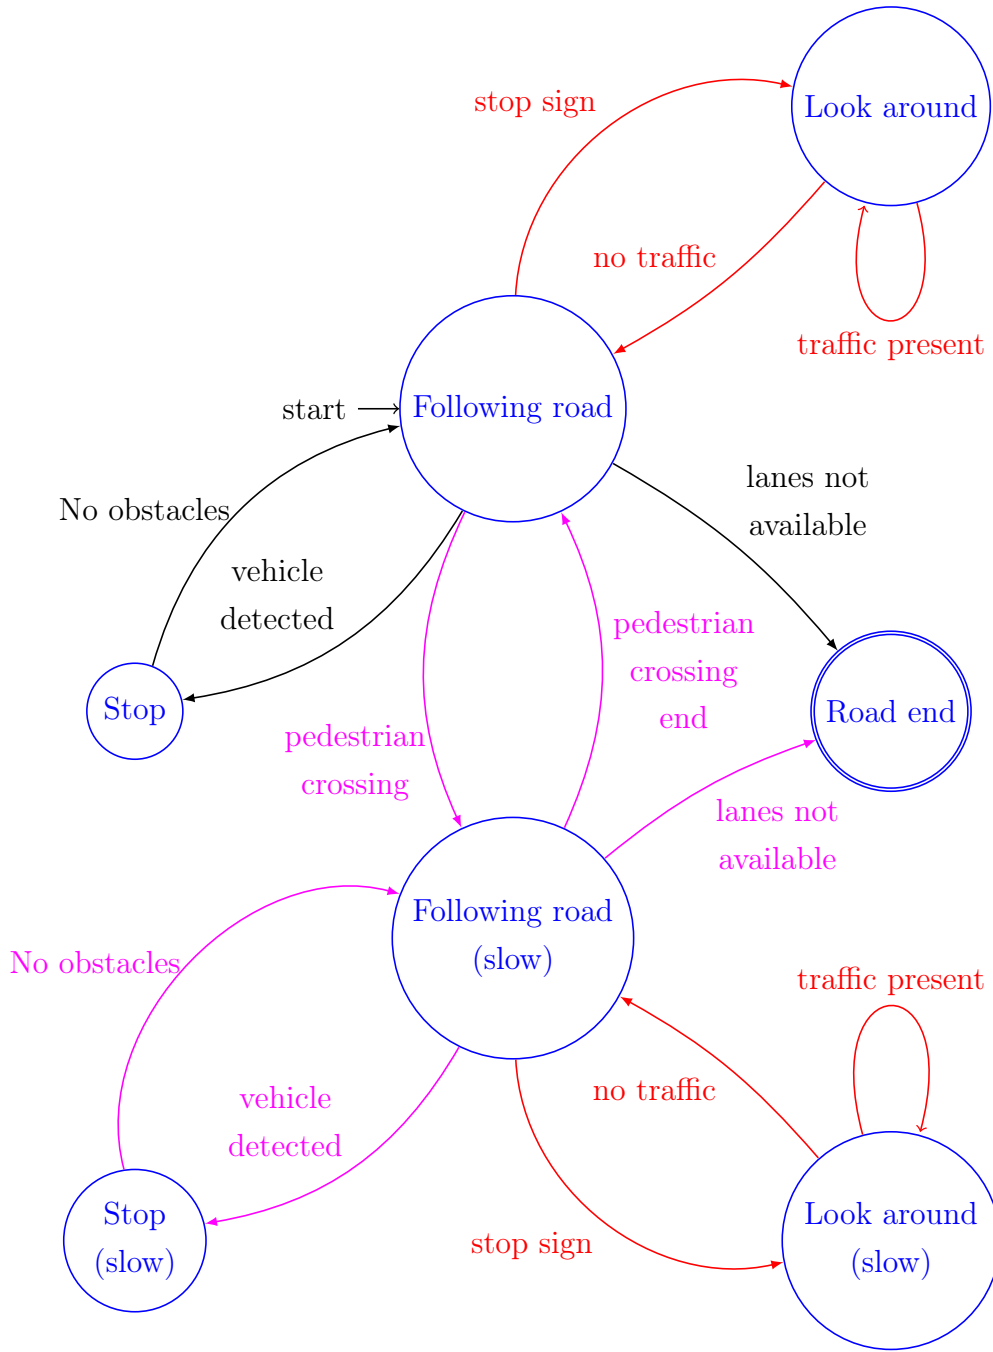 Look around
stop sign
no traffic
traffic present
start
Following road
lanes not
available
No obstacles
vehicle
detected
pedestrian
crossing
end
Stop
Road end
pedestrian
crossing
lanes not
available
Following road
(slow)
No obstacles
traffic present
vehicle
detected
no traffic
Stop
(slow)
Look around
(slow)
stop sign